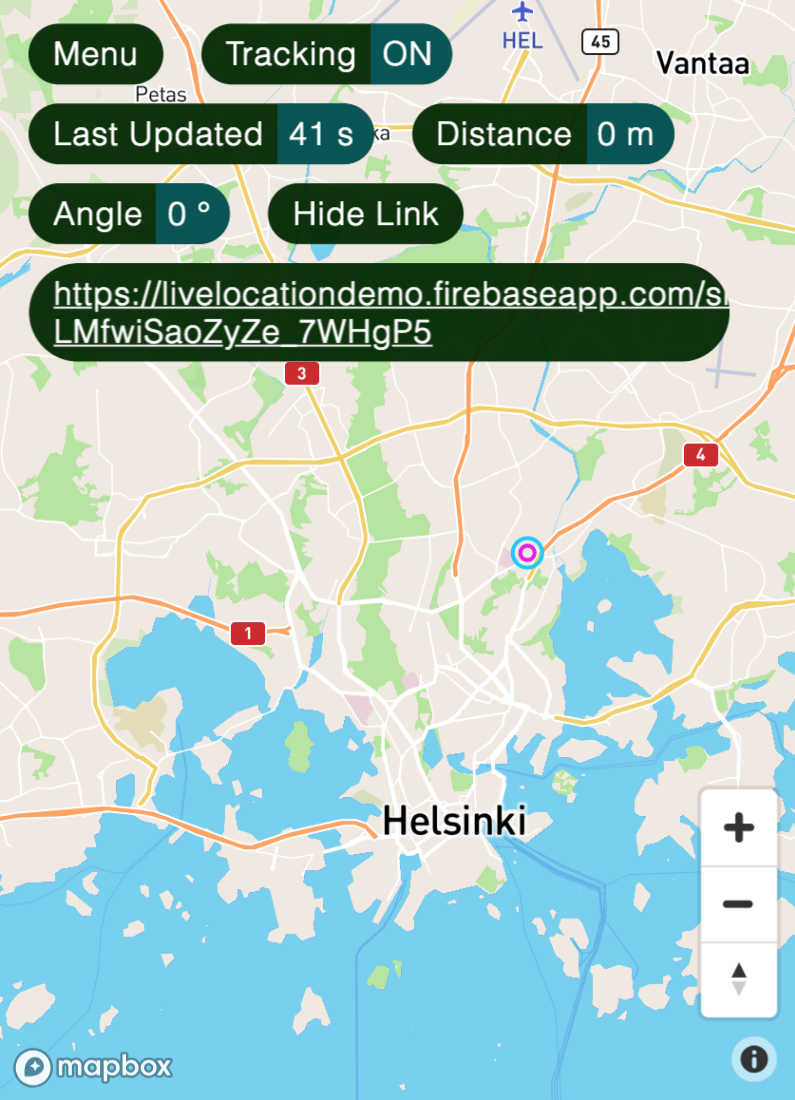 HEL
45
Vantaa
Menu
Tracking ON
Petas
Last Updated 41 s
ka
Distance 0 m
Angle 0 °
Hide Link
https://livelocationdemo.firebaseapp.com/s
LMfwiSaoZyZe_7WHgP5
3
4
1
Helsinki
mapbox